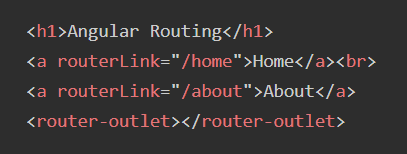 <h1>Angular Routing</h1>
<a routerLink="/home">Home</a><br>
<a routerLink="/about">About</a>
<router-outlet></router-outlet>